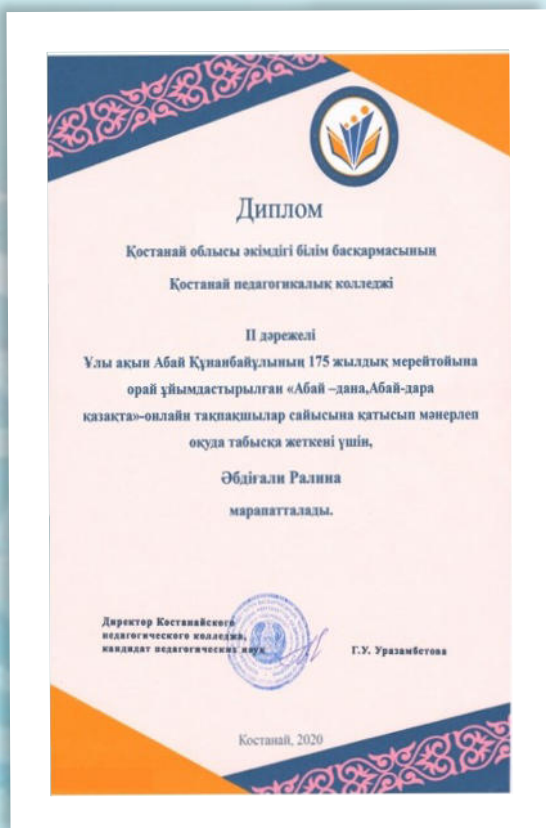 Диплом
Қостанай облысы әкімдігі білім басқармасының
Қостанай педагогикалық колледжі
II дәрежелі
Ұлы ақын Абай Құнанбайұлының 175 жылдық мерейтойына
орай ұйымдастырылған «Абай –дана,Абай-дара
қазақта»-онлайн тақпақшылар сайысына қатысып мәнерлеп
оқуда табысқа жеткені үшін,
Әбдіғали Ралина
марапатталады.
Директор Костанайского
педагогического колледжа,
кандидат педагогических наук
Г.У. Уразамбетова
Костанай, 2020